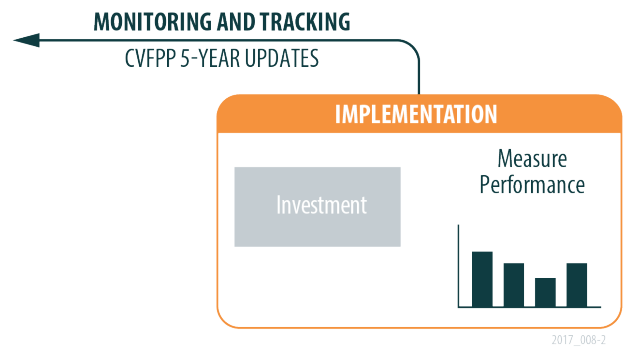 MONITORING AND TRACKING
CVFPP 5-YEAR UPDATES
IMPLEMENTATION
Investment
Measure
Performance
2017_008-2